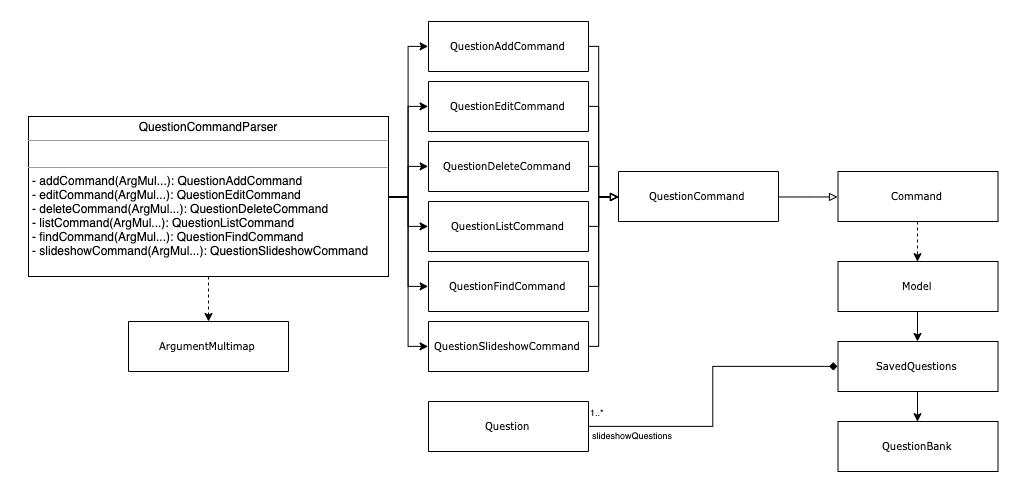 QuestionCommandParser
- addCommand(ArgMul...): QuestionAddCommand
- editCommand(ArgMul...): QuestionEditCommand
- deleteCommand(ArgMul...): QuestionDeleteCommand
- listCommand(ArgMul...): QuestionListCommand
- findCommand(ArgMul...): QuestionFindCommand
- slideshowCommand(ArgMul...): QuestionSlideshowCommand
ArgumentMultimap
QuestionAddCommand
QuestionEditCommand
QuestionDeleteCommand
QuestionListCommand
QuestionFindCommand
QuestionSlideshowCommand
Question
1..*
slideshowQuestions
QuestionCommand
Command
Model
SavedQuestions
QuestionBank